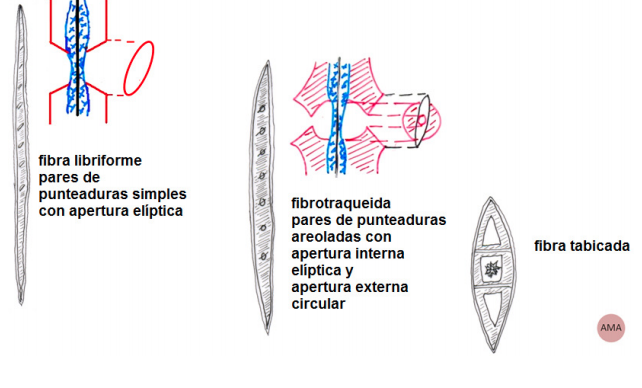 fibra libriforme
pares de
punteaduras simples
con apertura elíptica
fibrotraqueida
pares de punteaduras
areoladas con
apertura interna
elíptica y
apertura externa
circular
fibra tabicada
AMA